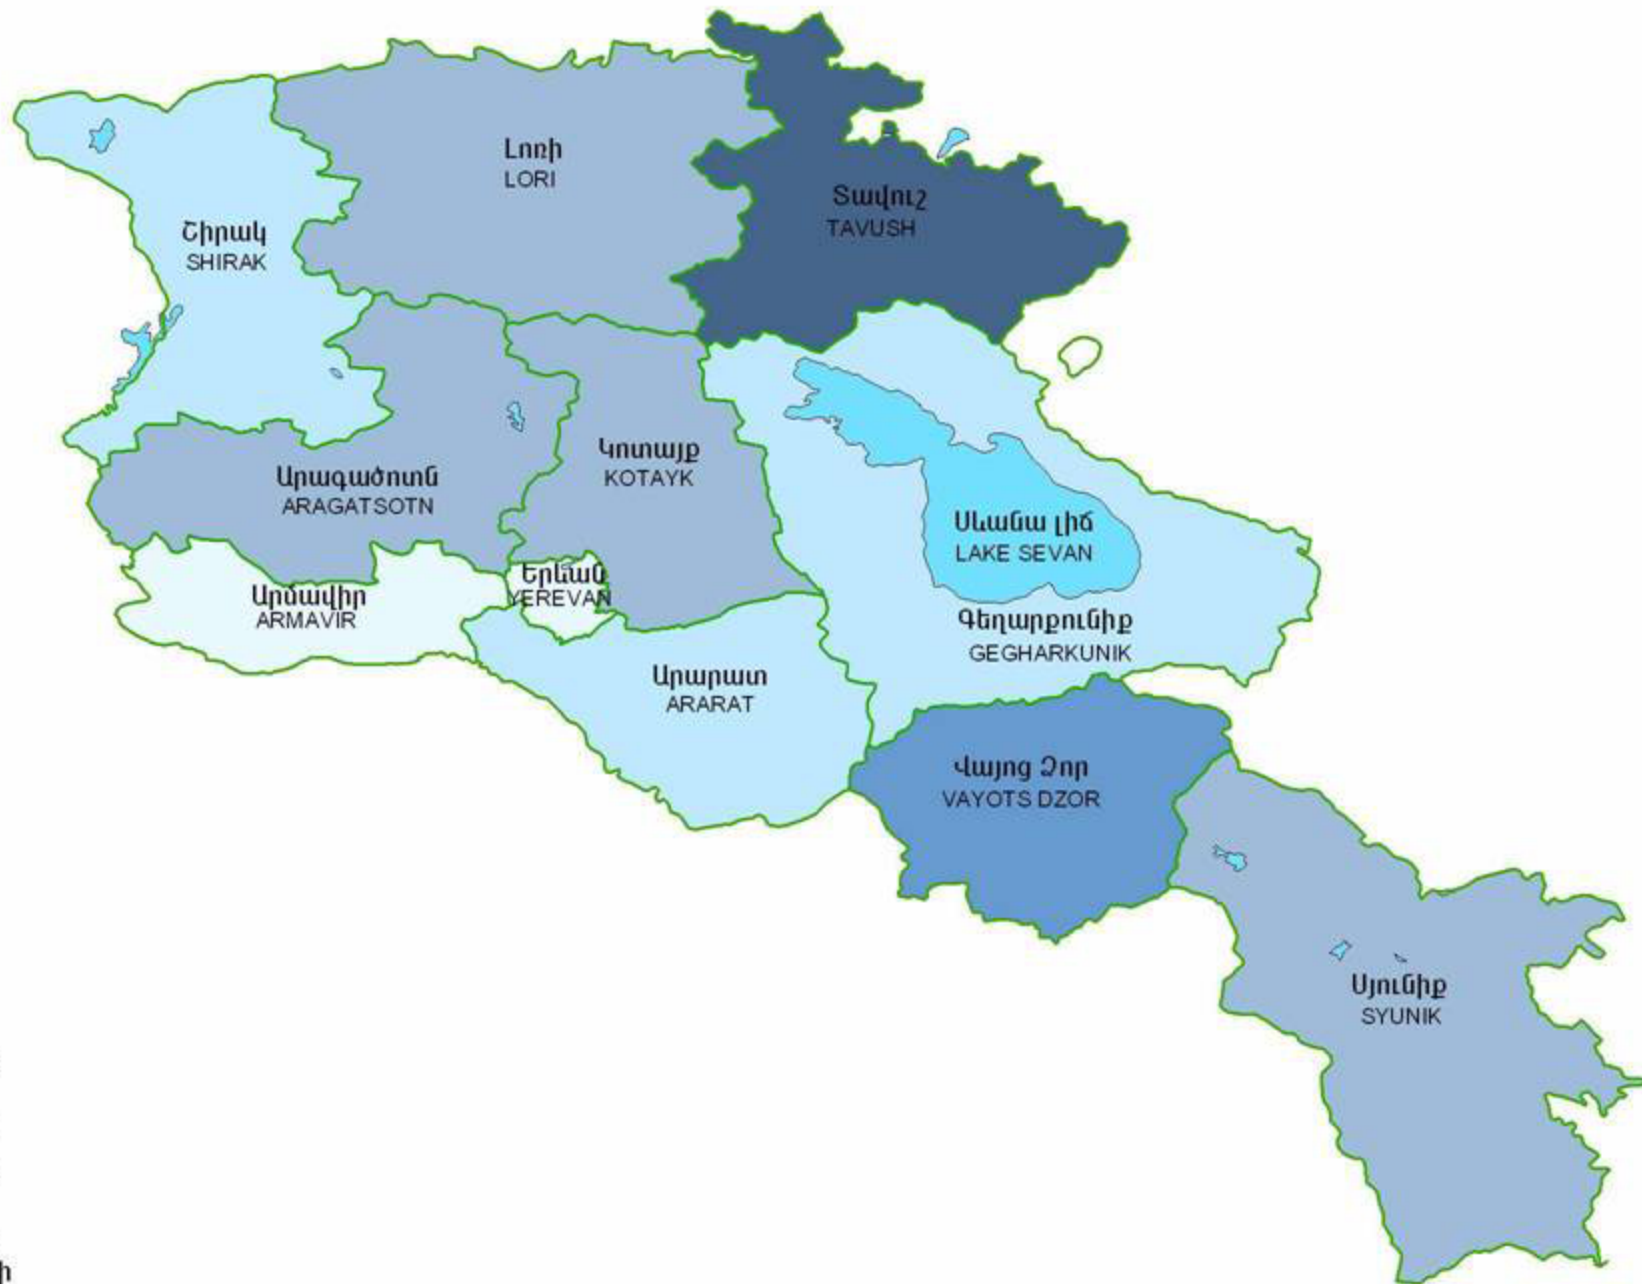 Լոռի
LORI
Տավուշ
TAVUSH
Շիրակ
SHIRAK
Կոտայք
KOTAYK
Արագածոտն
ARAGATSOTN
Սևանա լիճ
LAKE SEVAN
Երևան
YEREVAN
Արմավիր
ARMAVIR
Գեղարքունիք
GEGHARKUNIK
Արարատ
ARARAT
Վայոց Ձոր
VAYOTS DZOR
Սյունիք
SYUNIK